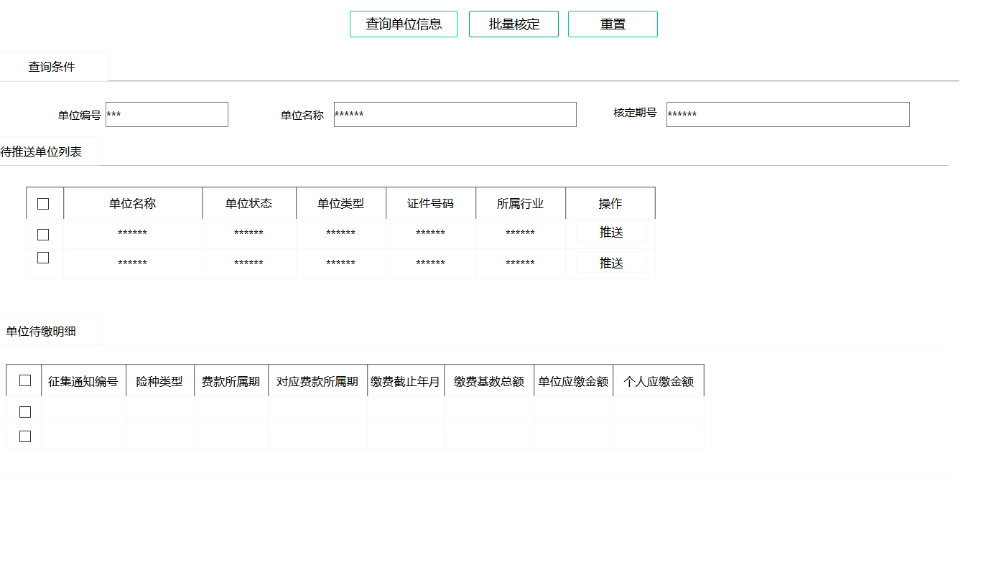 查询单位信息 批量核定 重置
查询条件
单位编号 *** 单位名称 ****** 核定期号 ******
待推送单位列表
单位名称 单位状态 单位类型 证件号码 所属行业 操作
****** ****** ****** ****** ****** 推送
****** ****** ****** ****** ****** 推送
单位待缴明细
征集通知编号 险种类型 费款所属期 对应费款所属期 缴费截止年月 缴费基数总额 单位应缴金额 个人应缴金额